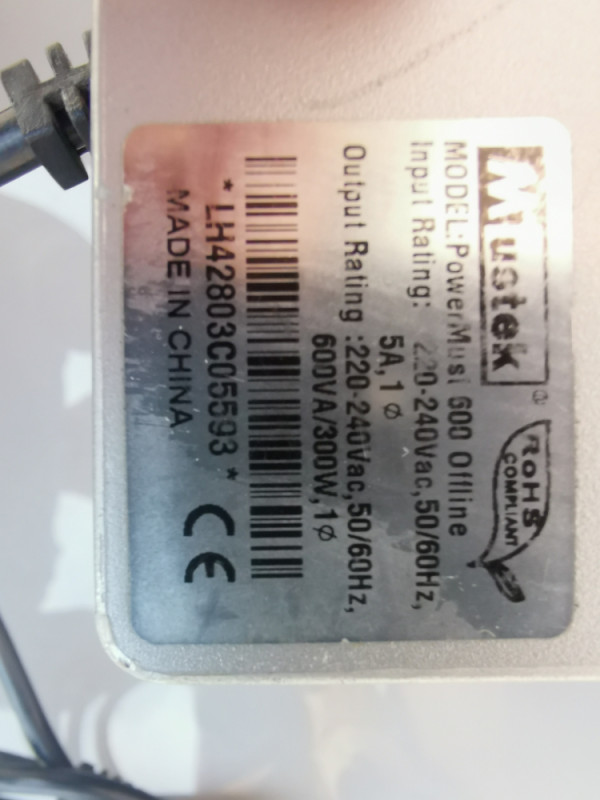 Mustek®
RoHS
COMPLIANT
MODEL:PowerMust 600 Offline
Input Rating: 220-240Vac,50/60Hz,
5A,1Ø
Output Rating :220-240Vac,50/60Hz,
600VA/300W,1Ø
*LH42803C05593*
MADE IN CHINA
CE